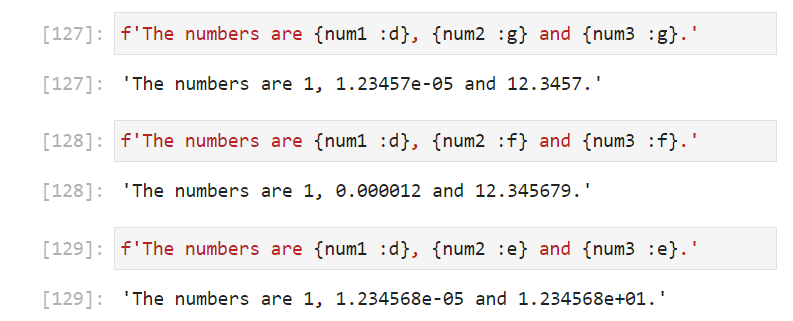 [127]: f'The numbers are {num1 :d}, {num2 :g} and {num3 :g}.'
[127]: 'The numbers are 1, 1.23457e-05 and 12.3457.'
[128]: f'The numbers are {num1 :d}, {num2 :f} and {num3 :f}.'
[128]: 'The numbers are 1, 0.000012 and 12.345679.'
[129]: f'The numbers are {num1 :d}, {num2 :e} and {num3 :e}.'
[129]: 'The numbers are 1, 1.234568e-05 and 1.234568e+01.'